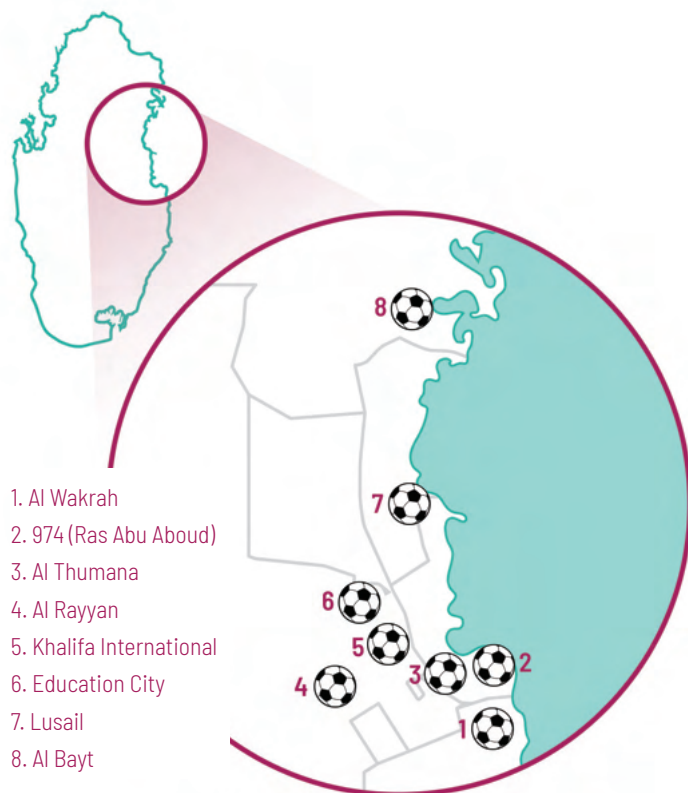 8
7
6
5
4
3
2
1
1. Al Wakrah
2. 974 (Ras Abu Aboud)
3. Al Thumana
4. Al Rayyan
5. Khalifa International
6. Education City
7. Lusail
8. Al Bayt